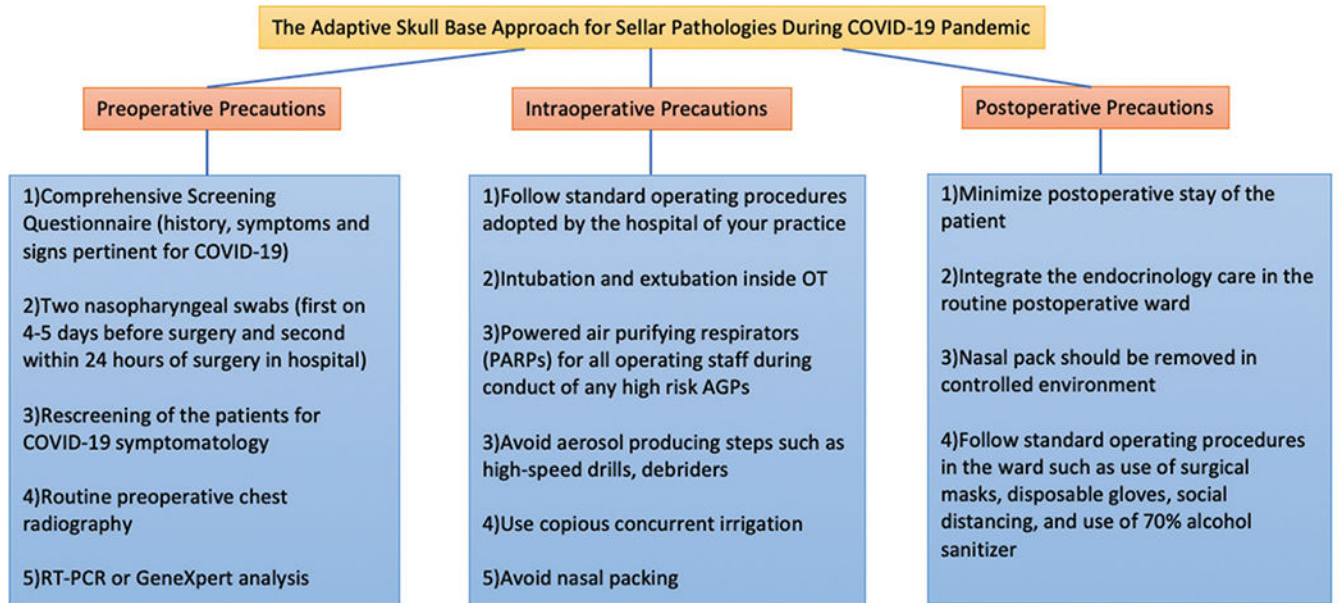 The Adaptive Skull Base Approach for Sellar Pathologies During COVID-19 Pandemic
Preoperative Precautions
1)Comprehensive Screening
Questionnaire (history, symptoms and
signs pertinent for COVID-19)
2)Two nasopharyngeal swabs (first on
4-5 days before surgery and second
within 24 hours of surgery in hospital)
3)Rescreening of the patients for
COVID-19 symptomatology
4)Routine preoperative chest
radiography
5)RT-PCR or GeneXpert analysis
Intraoperative Precautions
1)Follow standard operating procedures
adopted by the hospital of your practice
2)Intubation and extubation inside OT
3)Powered air purifying respirators
(PARPs) for all operating staff during
conduct of any high risk AGPs
3)Avoid aerosol producing steps such as
high-speed drills, debriders
4)Use copious concurrent irrigation
5)Avoid nasal packing
Postoperative Precautions
1)Minimize postoperative stay of the
patient
2)Integrate the endocrinology care in the
routine postoperative ward
3)Nasal pack should be removed in
controlled environment
4)Follow standard operating procedures
in the ward such as use of surgical
masks, disposable gloves, social
distancing, and use of 70% alcohol
sanitizer